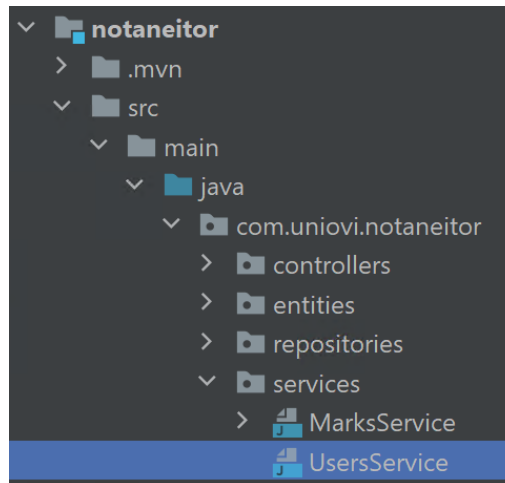 notaneitor
.mvn
src
main
java
com.uniovi.notaneitor
controllers
entities
repositories
services
MarksService
UsersService